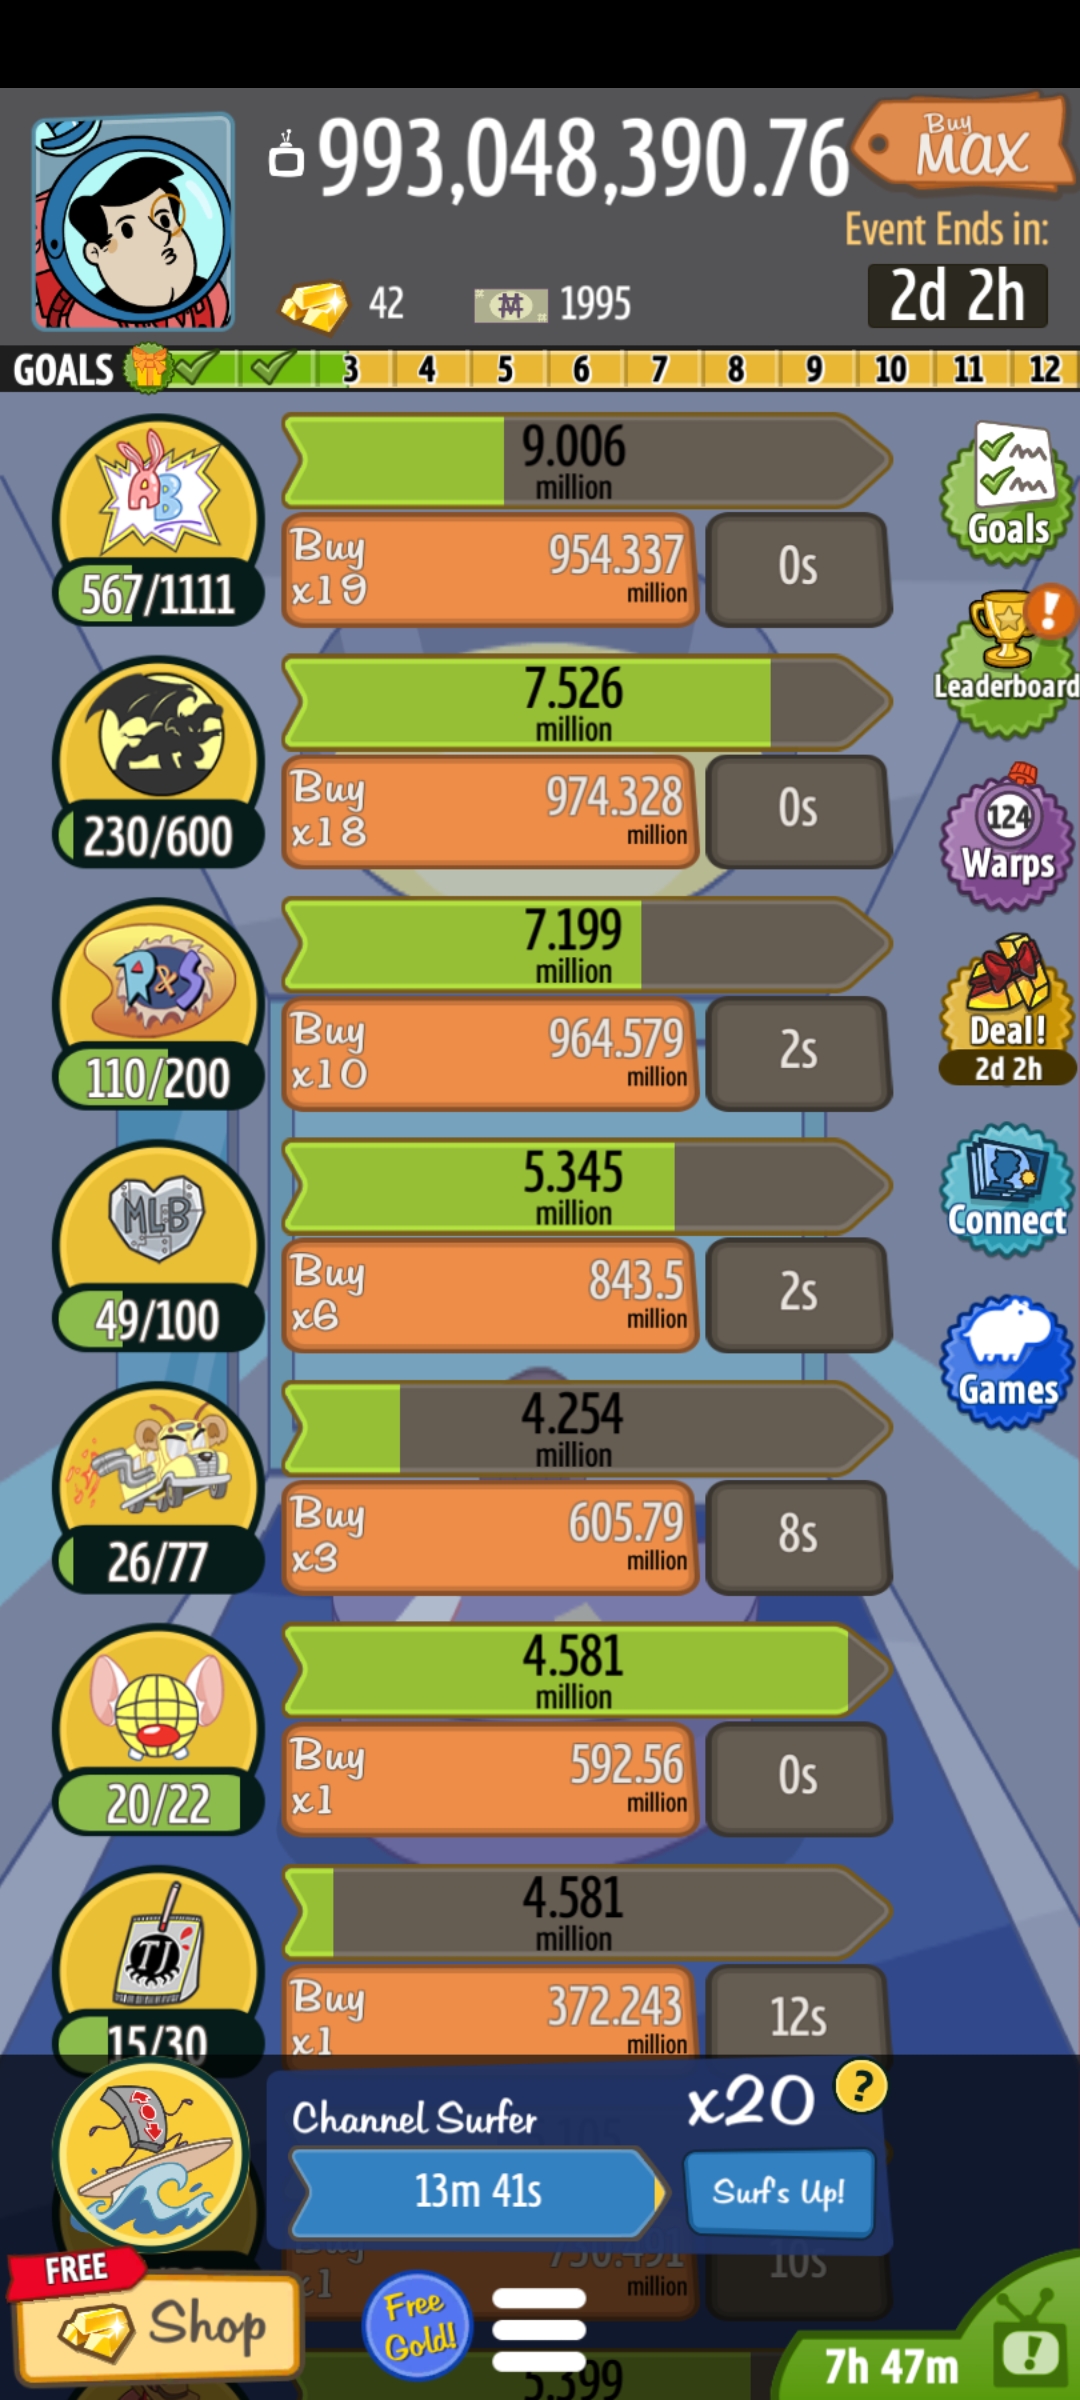 993,048,390.76
Buy
MAX
Event Ends in:
42
1995
2d 2h
GOALS 3 4 5 6 7 8 9 10 11 12
AB
9.006
million
Goals
Buy
x19
954.337
million
0s
567/1111
7.526
million
Leaderboard
Buy
x18
974.328
million
0s
230/600
124
Warps
R&S
7.199
million
Buy
x10
964.579
million
2s
110/200
Deal!
2d 2h
MLB
5.345
million
Connect
Buy
x6
843.5
million
2s
49/100
Games
4.254
million
Buy
x3
605.79
million
8s
26/77
4.581
million
Buy
x1
592.56
million
0s
20/22
TJ
4.581
million
Buy
x1
372.243
million
12s
15/30
Channel Surfer
x20
?
13m 41s
Surf's Up!
Buy
x1
730.491
million
10s
FREE
Shop
Free
Gold!
7h 47m
5.399